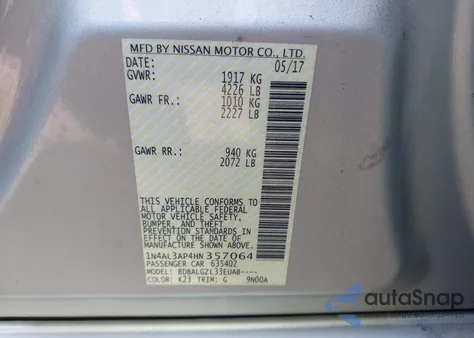 MFD BY NISSAN MOTOR CO., LTD.
DATE: 05/17
GVWR: 1917 KG
4226 LB
GAWR FR.: 1010 KG
2227 LB
GAWR RR.: 940 KG
2072 LB
THIS VEHICLE CONFORMS TO
ALL APPLICABLE FEDERAL
MOTOR VEHICLE SAFETY,
BUMPER, AND THEFT
PREVENTION STANDARDS IN
EFFECT ON THE DATE OF
MANUFACTURE SHOWN ABOVE.
1N4AL3AP4HN357064
PASSENGER CAR 635402
MODEL: BDBALGZL33EUAB----
COLOR: K23 TRIM: G 9N00A
autoSnap